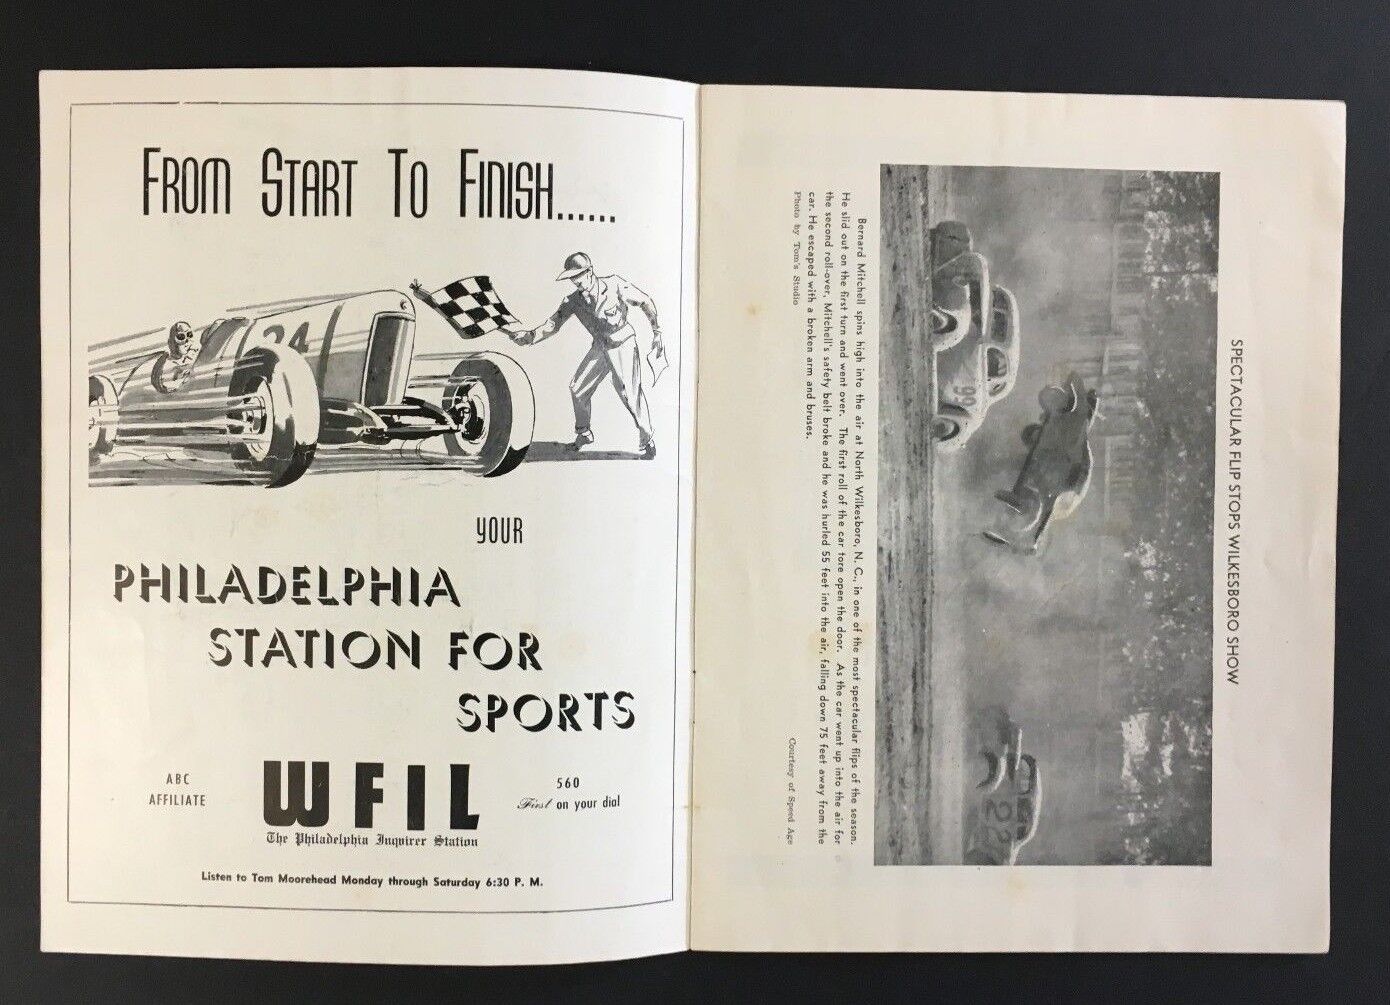 FROM START TO FINISH......
24
YOUR
PHILADELPHIA
STATION FOR
SPORTS
ABC
AFFILIATE
WFIL
The Philadelphia Inquirer Station
560
First on your dial
Listen to Tom Moorehead Monday through Saturday 6:30 P. M.
SPECTACULAR FLIP STOPS WILKESBORO SHOW
99
22
Bernard Mitchell spins high into the air at North Wilkesboro, N. C., in one of the most spectacular flips of the season.
He slid out on the first turn and went over. The first roll of the car tore open the door. As the car went up into the air for
the second roll-over, Mitchell's safety belt broke and he was hurled 55 feet into the air, falling down 75 feet away from the
car. He escaped with a broken arm and bruses.
Photo by Tom's Studio
Courtesy of Speed Age